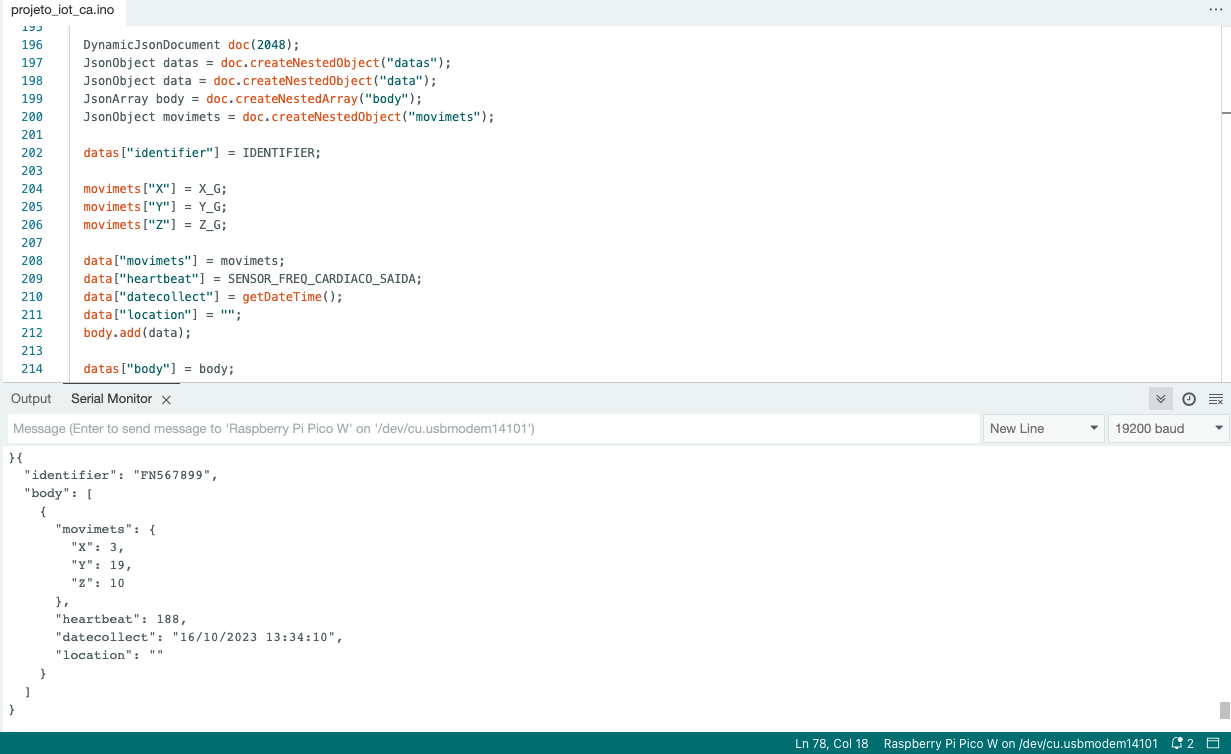 projeto_iot_ca.ino
195
196 DynamicJsonDocument doc(2048);
197 JsonObject datas = doc.createNestedObject("datas");
198 JsonObject data = doc.createNestedObject("data");
199 JsonArray body = doc.createNestedArray("body");
200 JsonObject movimets = doc.createNestedObject("movimets");
201
202 datas["identifier"] = IDENTIFIER;
203
204 movimets["X"] = X_G;
205 movimets["Y"] = Y_G;
206 movimets["Z"] = Z_G;
207
208 data["movimets"] = movimets;
209 data["heartbeat"] = SENSOR_FREQ_CARDIACO_SAIDA;
210 data["datecollect"] = getDateTime();
211 data["location"] = "";
212 body.add(data);
213
214 datas["body"] = body;
Output Serial Monitor
Message (Enter to send message to 'Raspberry Pi Pico W' on '/dev/cu.usbmodem14101') New Line 19200 baud
}{
"identifier": "FN567899",
"body": [
{
"movimets": {
"X": 3,
"Y": 19,
"Z": 10
},
"heartbeat": 188,
"datecollect": "16/10/2023 13:34:10",
"location": ""
}
]
}
Ln 78, Col 18 Raspberry Pi Pico W on /dev/cu.usbmodem14101 2